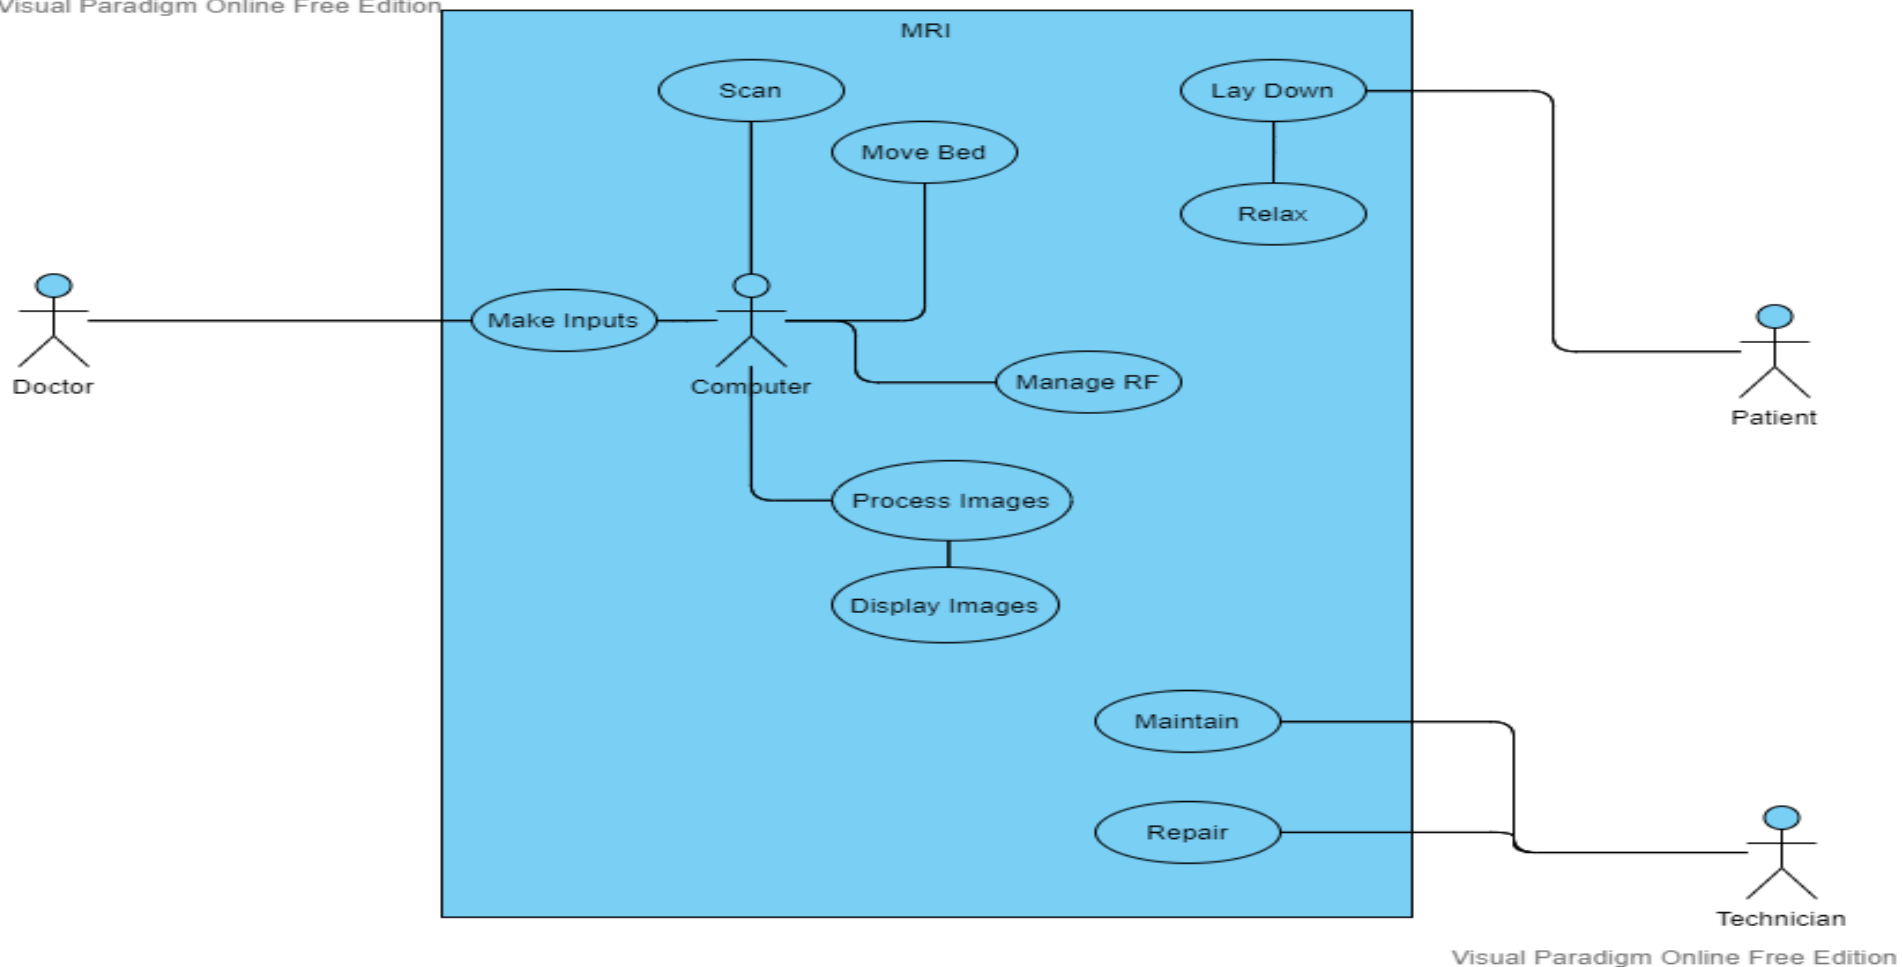 Visual Paradigm Online Free Edition
MRI
Scan
Lay Down
Move Bed
Relax
Make Inputs
Doctor
Computer
Manage RF
Patient
Process Images
Display Images
Maintain
Repair
Technician
Visual Paradigm Online Free Edition